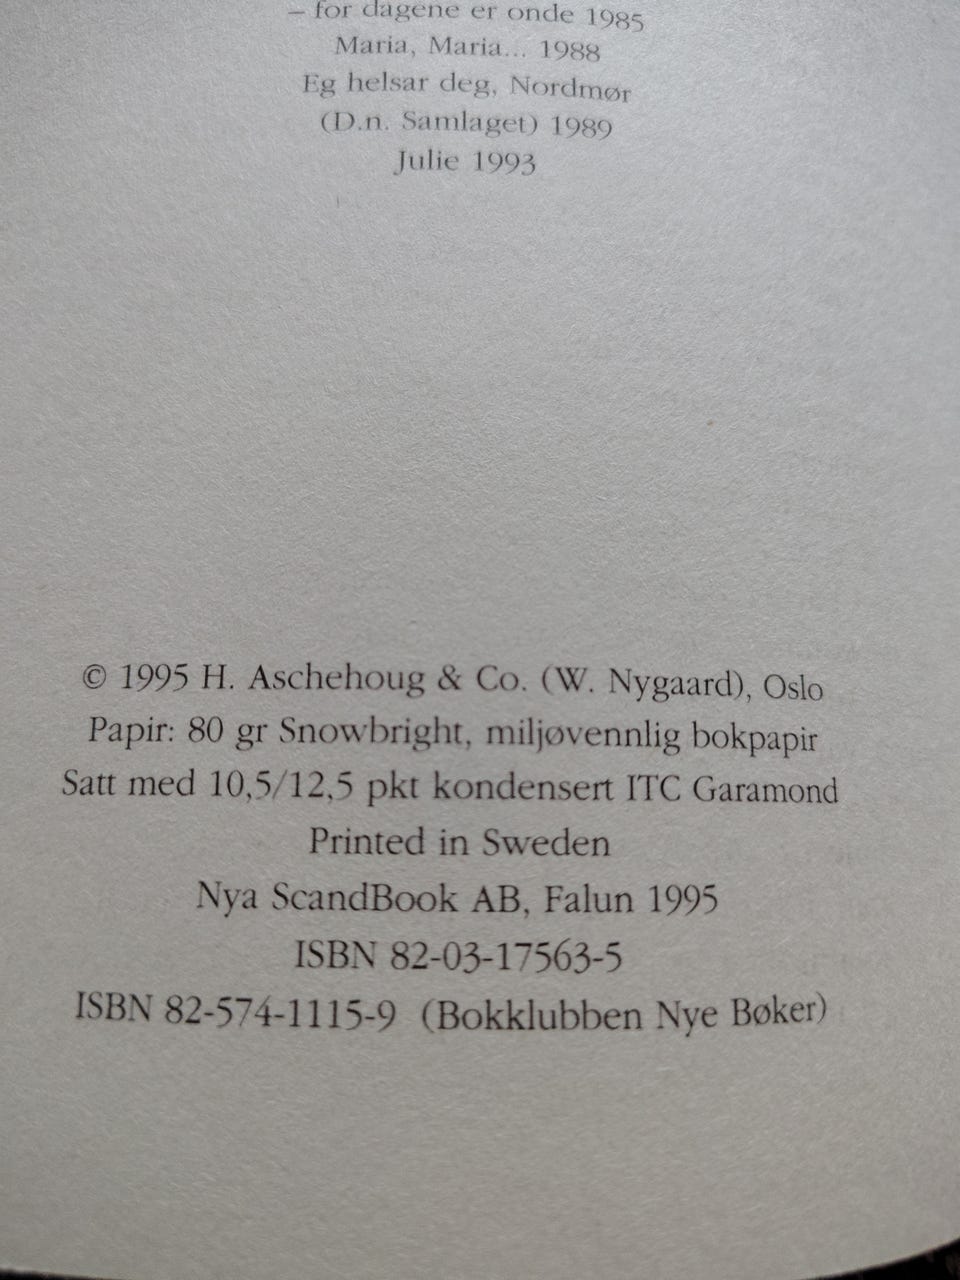 – for dagene er onde 1985
Maria, Maria... 1988
Eg helsar deg, Nordmør
(D.n. Samlaget) 1989
Julie 1993
© 1995 H. Aschehoug & Co. (W. Nygaard), Oslo
Papir: 80 gr Snowbright, miljøvennlig bokpapir
Satt med 10,5/12,5 pkt kondensert ITC Garamond
Printed in Sweden
Nya ScandBook AB, Falun 1995
ISBN 82-03-17563-5
ISBN 82-574-1115-9 (Bokklubben Nye Bøker)